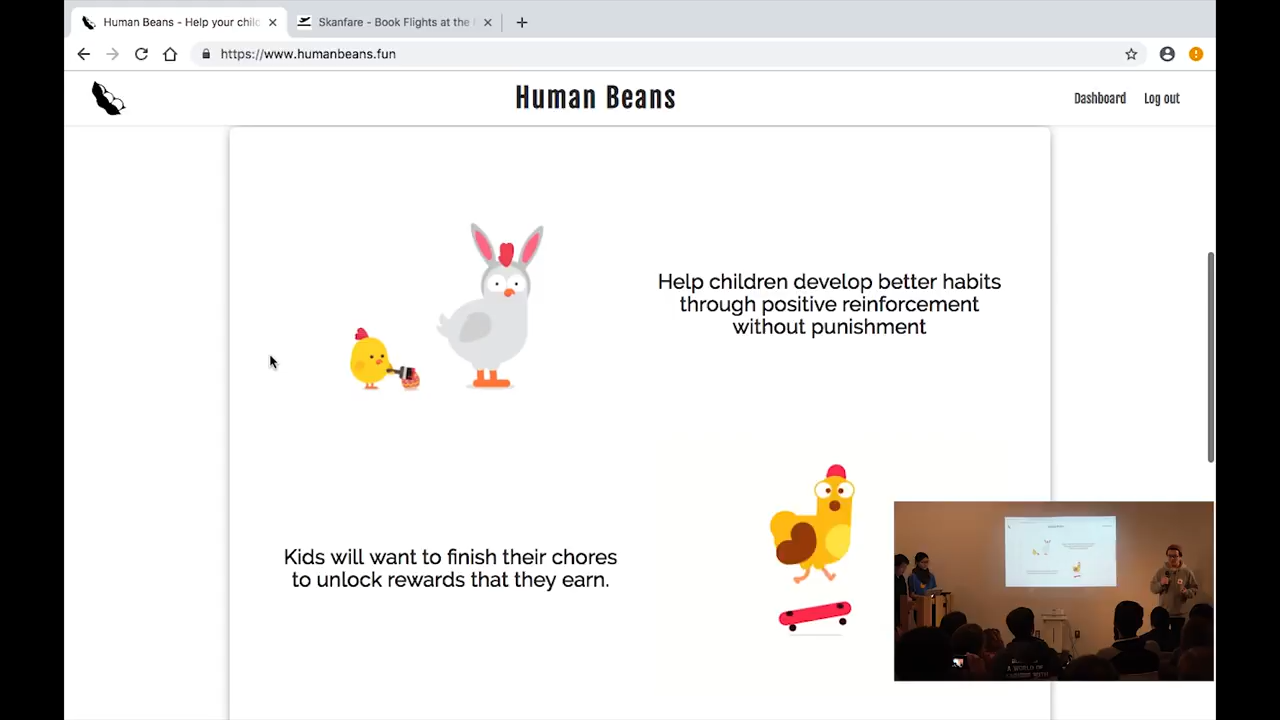 Human Beans - Help your chilc
Skanfare - Book Flights at the
https://www.humanbeans.fun
Human Beans
Dashboard
Log out
Help children develop better habits
through positive reinforcement
without punishment
Kids will want to finish their chores
to unlock rewards that they earn.